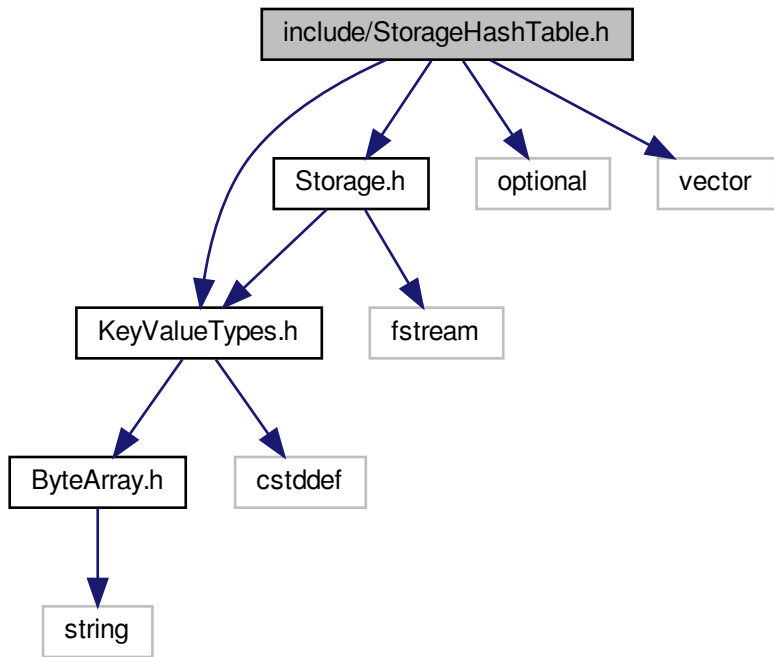 include/StorageHashTable.h
Storage.h
optional
vector
KeyValueTypes.h
fstream
ByteArray.h
cstddef
string